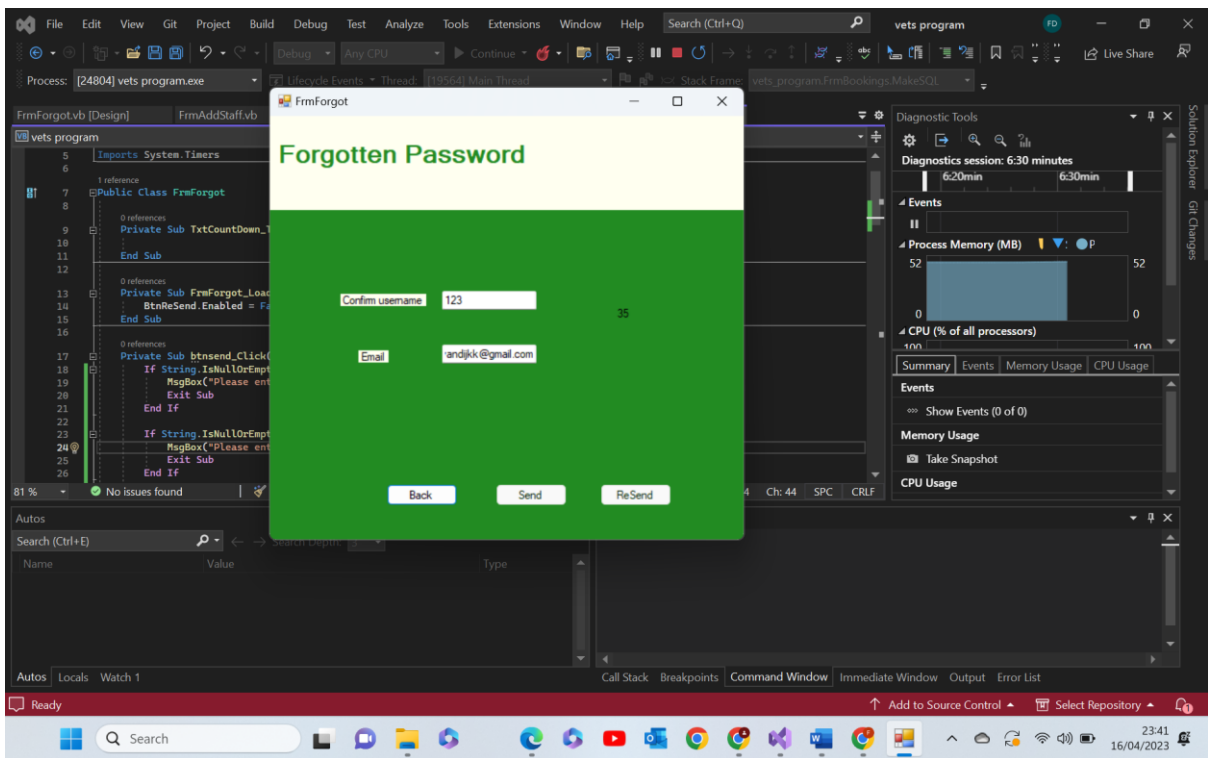 File Edit View Git Project Build Debug Test Analyze Tools Extensions Window Help Search (Ctrl+Q) vets program FD
Debug Any CPU Continue Live Share
Process: [24804] vets program.exe Lifecycle Events Thread: [19564] Main Thread Stack Frame: vets_program.FrmBookings.MakeSQL
FrmForgot.vb [Design] FrmAddStaff.vb
vets program
5 Imports System.Timers
6
1 reference
7 Public Class FrmForgot
8
0 references
9 Private Sub TxtCountDown_
10
11 End Sub
12
0 references
13 Private Sub FrmForgot_Loa
14 BtnReSend.Enabled = Fa
15 End Sub
16
0 references
17 Private Sub btnsend_Click(
18 If String.IsNullOrEmpt
19 MsgBox("Please ent
20 Exit Sub
21 End If
22
23 If String.IsNullOrEmpt
24 MsgBox("Please ent
25 Exit Sub
26 End If
81 % No issues found
4 Ch: 44 SPC CRLF
FrmForgot
Forgotten Password
Confirm username 123
35
Email andijkk@gmail.com
Back Send ReSend
Diagnostic Tools
Diagnostics session: 6:30 minutes
6:20min 6:30min
Events
Process Memory (MB) P
52 52
0 0
CPU (% of all processors)
100 100
Summary Events Memory Usage CPU Usage
Events
Show Events (0 of 0)
Memory Usage
Take Snapshot
CPU Usage
Solution Explorer Git Changes
Autos
Search (Ctrl+E) Search Depth: 3
Name Value Type
Autos Locals Watch 1
Call Stack Breakpoints Command Window Immediate Window Output Error List
Ready Add to Source Control Select Repository
Search
23:41
16/04/2023